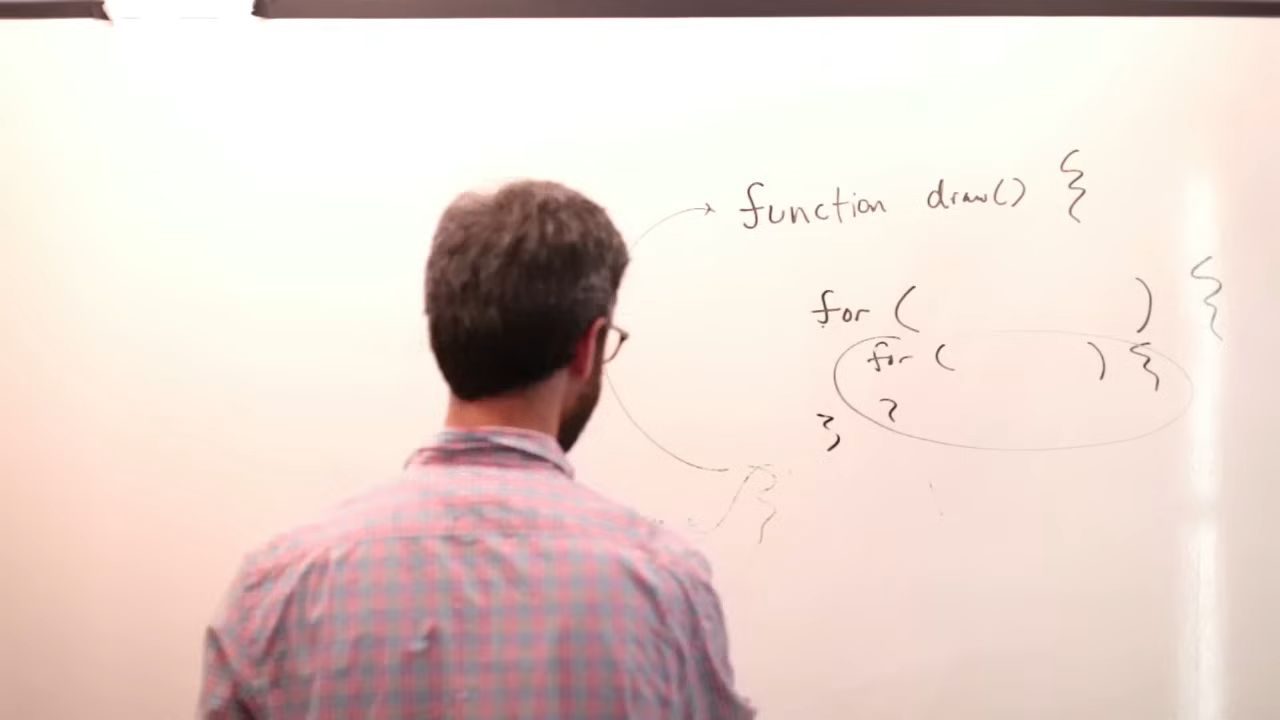 function draw() {
for ( ) {
for ( ) {
}
}
}